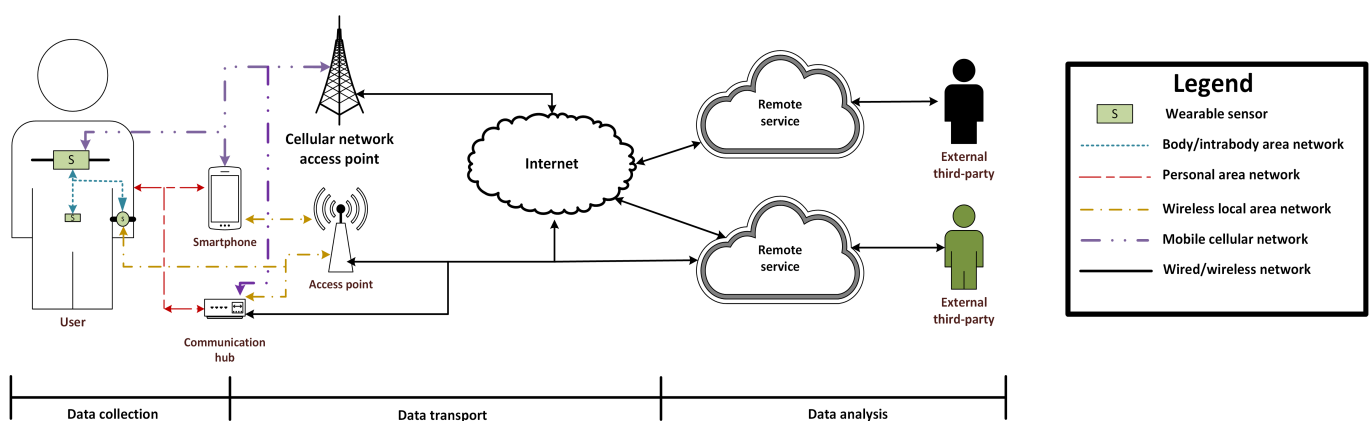 S
S
S
User
Smartphone
Communication
hub
Cellular network
access point
Access point
Internet
Remote
service
Remote
service
External
third-party
External
third-party
Legend
S
Wearable sensor
Body/intrabody area network
Personal area network
Wireless local area network
Mobile cellular network
Wired/wireless network
Data collection
Data transport
Data analysis